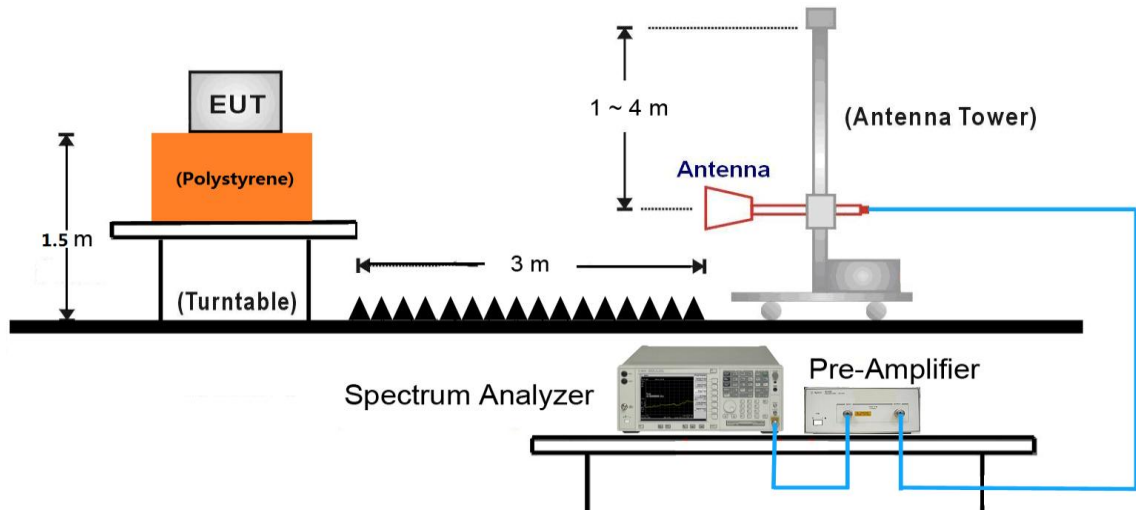 EUT
(Polystyrene)
1.5 m
(Turntable)
3 m
1 ~ 4 m
(Antenna Tower)
Antenna
Spectrum Analyzer
Pre-Amplifier